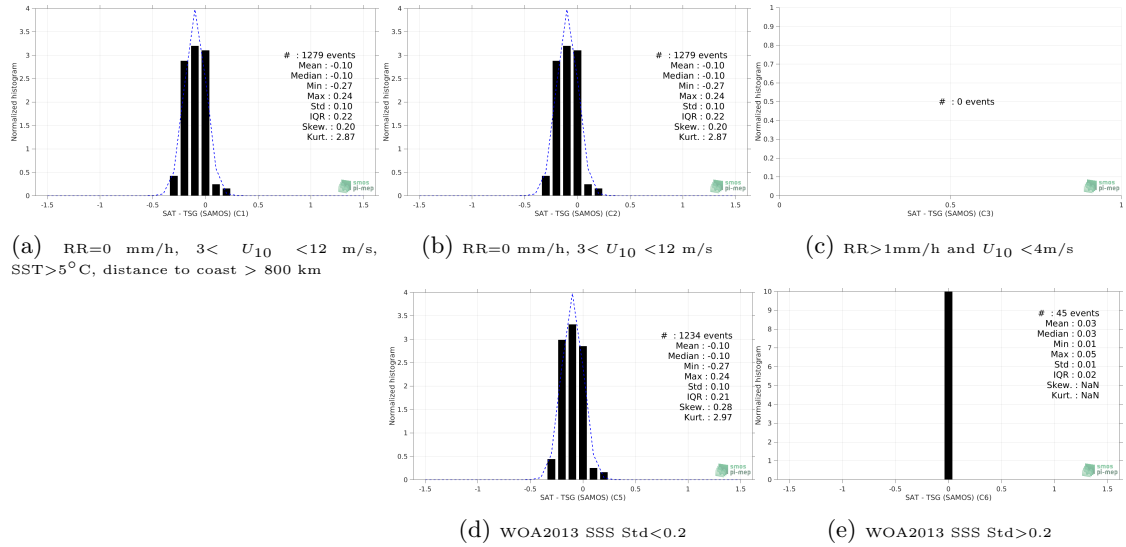 4
3.5
3
2.5
2
1.5
1
0.5
0
Normalized histogram
# : 1279 events
Mean : -0.10
Median : -0.10
Min : -0.27
Max : 0.24
Std : 0.10
IQR : 0.22
Skew. : 0.20
Kurt. : 2.87
smos
pi-mep
-1.5 -1 -0.5 0 0.5 1 1.5
SAT - TSG (SAMOS) (C1)
(a) RR=0 mm/h, 3< U10 <12 m/s,
SST>5°C, distance to coast > 800 km
4
3.5
3
2.5
2
1.5
1
0.5
0
Normalized histogram
# : 1279 events
Mean : -0.10
Median : -0.10
Min : -0.27
Max : 0.24
Std : 0.10
IQR : 0.22
Skew. : 0.20
Kurt. : 2.87
smos
pi-mep
-1.5 -1 -0.5 0 0.5 1 1.5
SAT - TSG (SAMOS) (C2)
(b) RR=0 mm/h, 3< U10 <12 m/s
1
0.9
0.8
0.7
0.6
0.5
0.4
0.3
0.2
0.1
0
Normalized histogram
# : 0 events
smos
pi-mep
0 0.5 1
SAT - TSG (SAMOS) (C3)
(c) RR>1mm/h and U10 <4m/s
4
3.5
3
2.5
2
1.5
1
0.5
0
Normalized histogram
# : 1234 events
Mean : -0.10
Median : -0.10
Min : -0.27
Max : 0.24
Std : 0.10
IQR : 0.21
Skew. : 0.28
Kurt. : 2.97
smos
pi-mep
-1.5 -1 -0.5 0 0.5 1 1.5
SAT - TSG (SAMOS) (C5)
(d) WOA2013 SSS Std<0.2
10
9
8
7
6
5
4
3
2
1
0
Normalized histogram
# : 45 events
Mean : 0.03
Median : 0.03
Min : 0.01
Max : 0.05
Std : 0.01
IQR : 0.02
Skew. : NaN
Kurt. : NaN
smos
pi-mep
-1.5 -1 -0.5 0 0.5 1 1.5
SAT - TSG (SAMOS) (C6)
(e) WOA2013 SSS Std>0.2